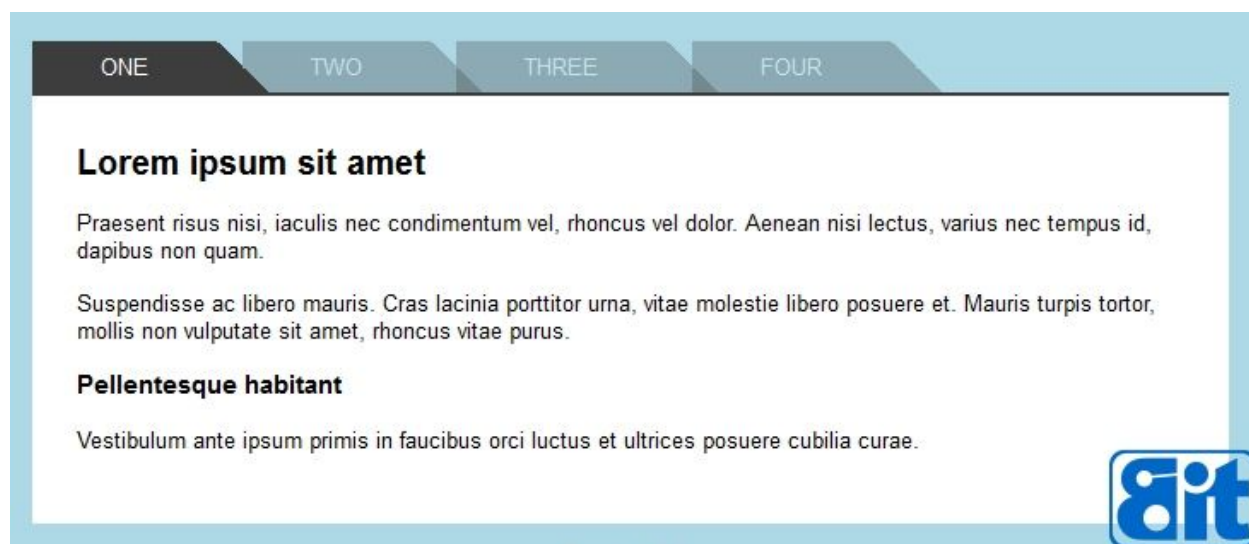 ONE TWO THREE FOUR
Lorem ipsum sit amet
Praesent risus nisi, iaculis nec condimentum vel, rhoncus vel dolor. Aenean nisi lectus, varius nec tempus id,
dapibus non quam.
Suspendisse ac libero mauris. Cras lacinia porttitor urna, vitae molestie libero posuere et. Mauris turpis tortor,
mollis non vulputate sit amet, rhoncus vitae purus.
Pellentesque habitant
Vestibulum ante ipsum primis in faucibus orci luctus et ultrices posuere cubilia curae.
Bit